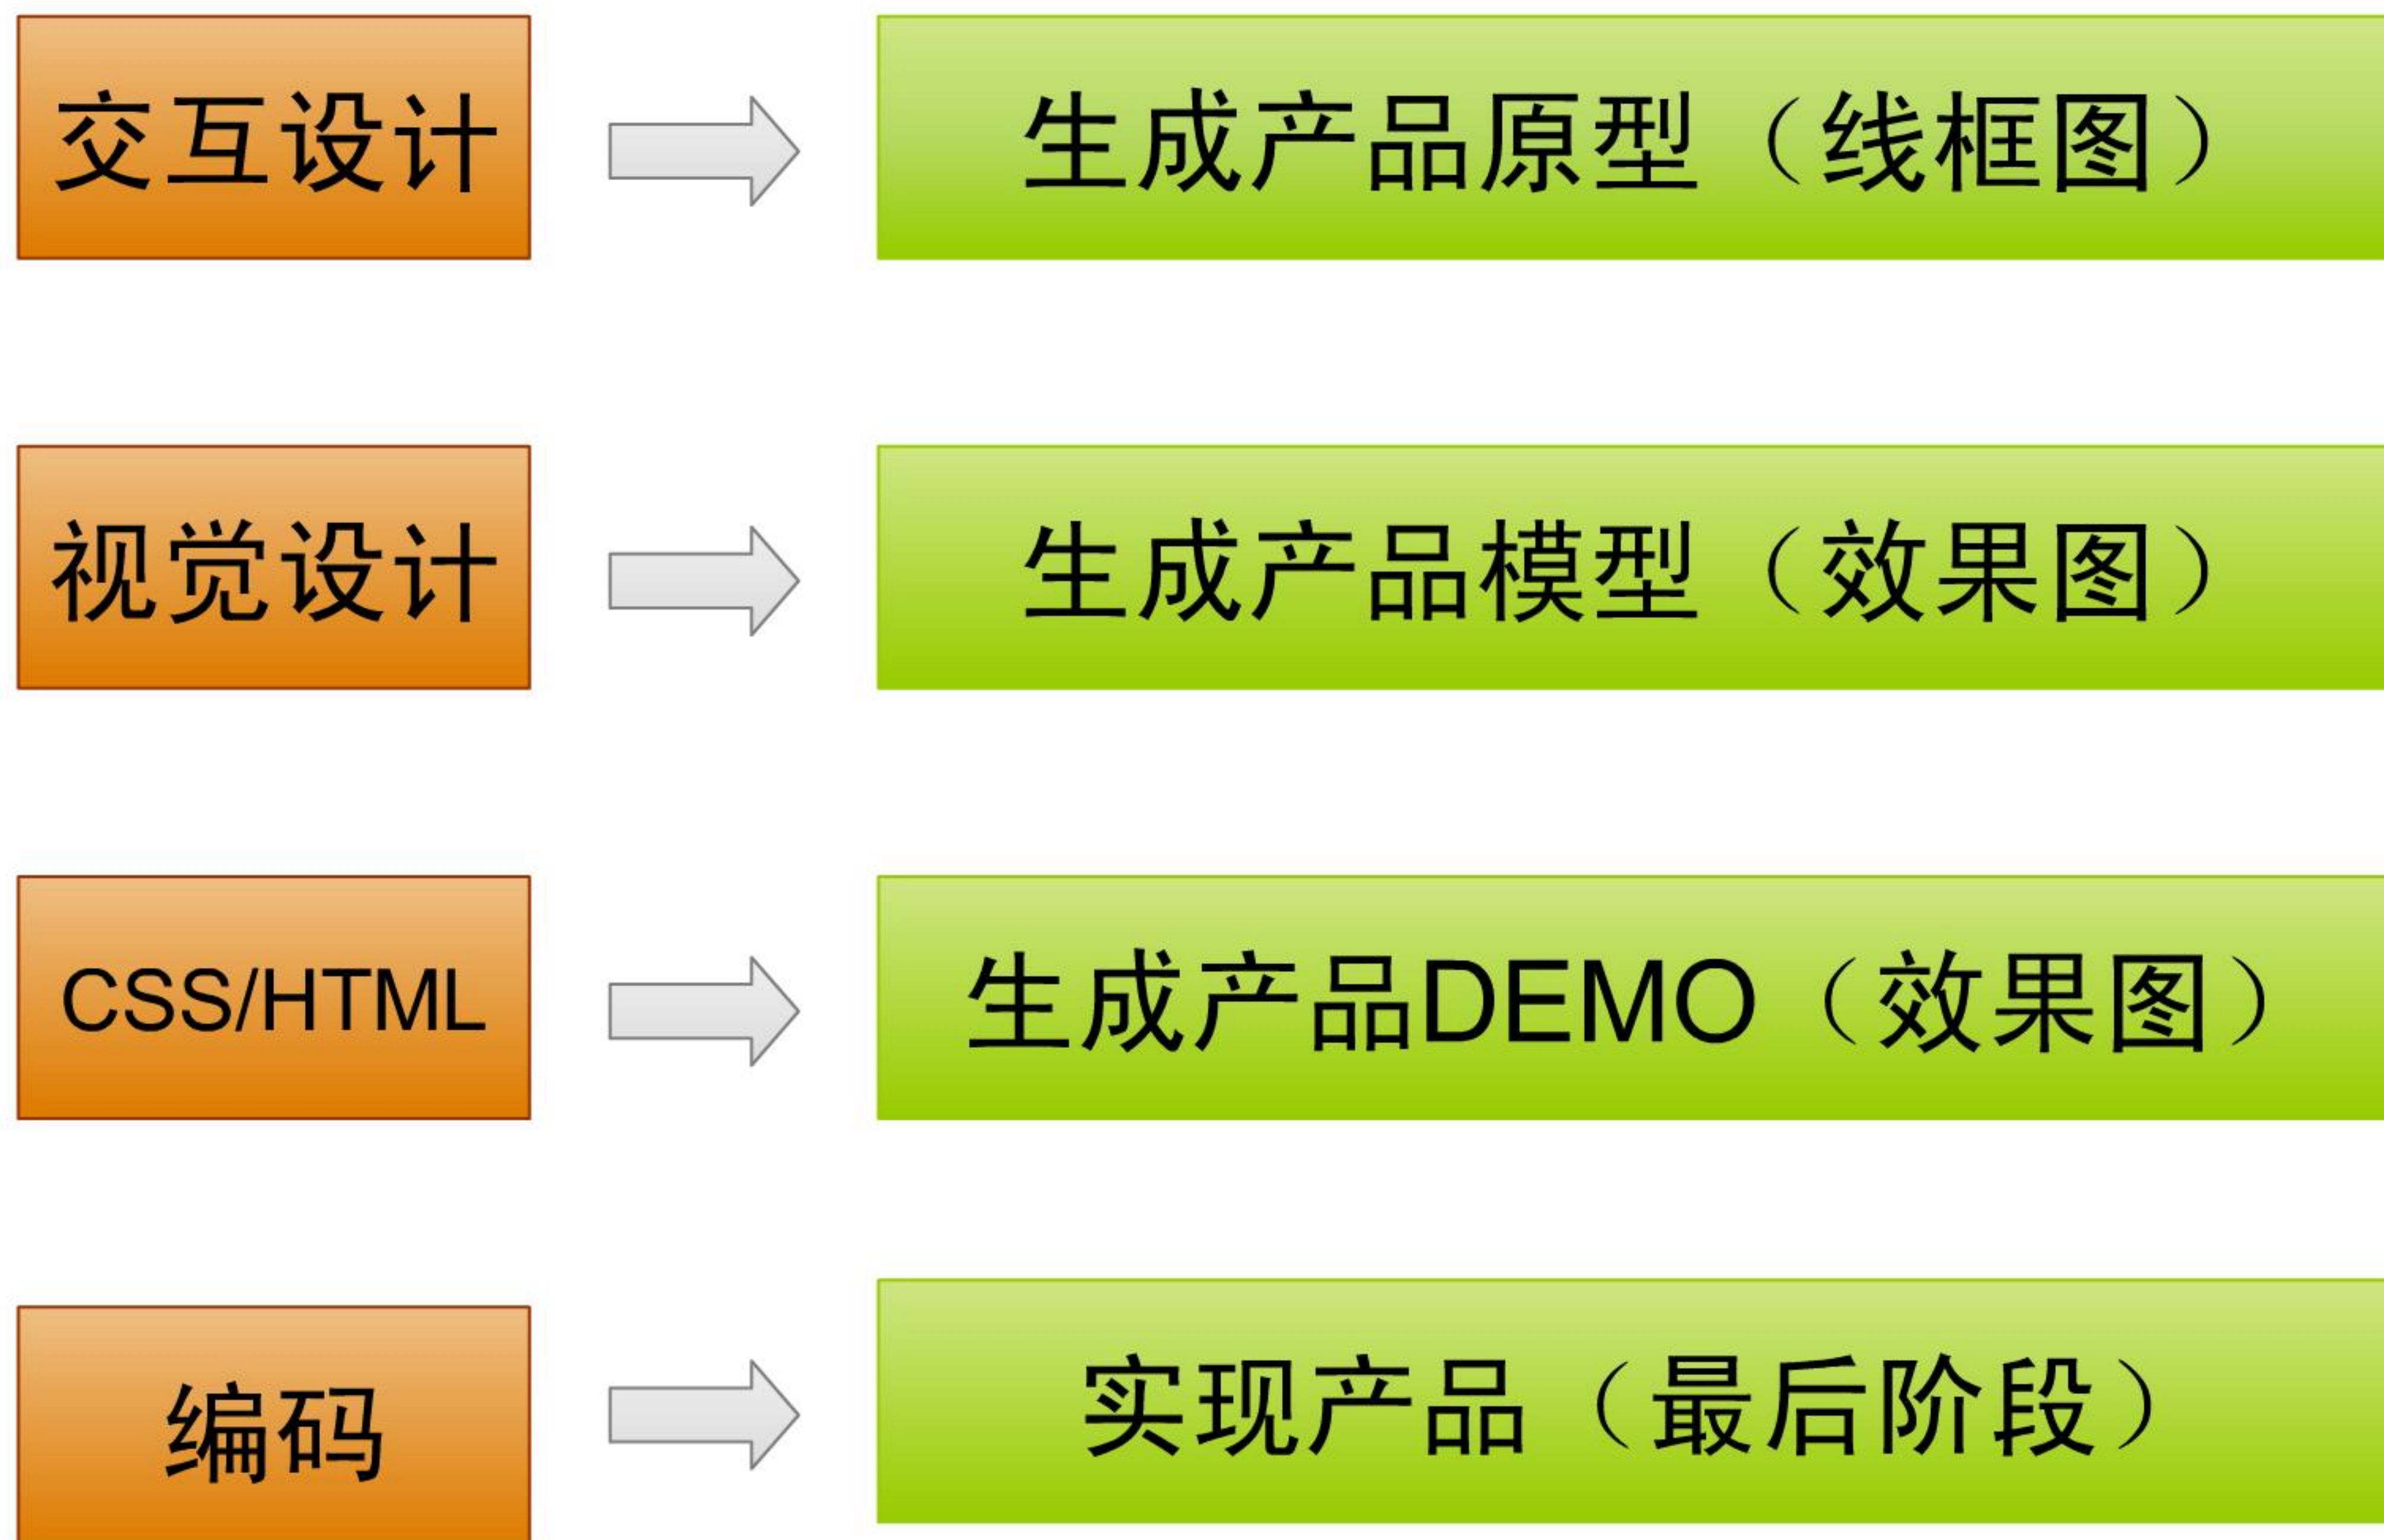 交互设计
生成产品原型（线框图）
视觉设计
生成产品模型（效果图）
CSS/HTML
生成产品DEMO（效果图）
编码
实现产品（最后阶段）